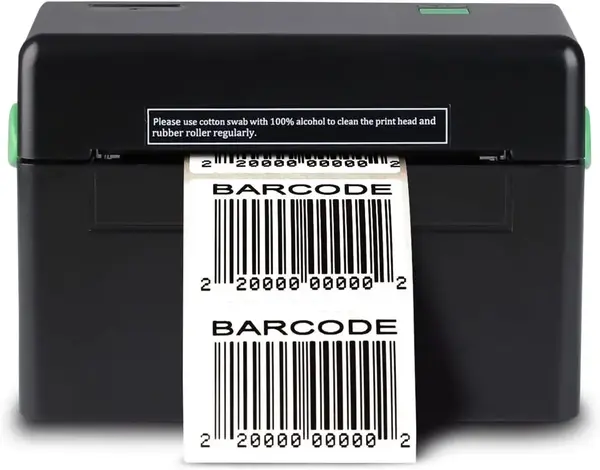 Please use cotton swab with 100% alcohol to clean the print head and
rubber roller regularly.
2 20000 00000 2
BARCODE
2 20000 00000 2
BARCODE
2 20000 00000 2